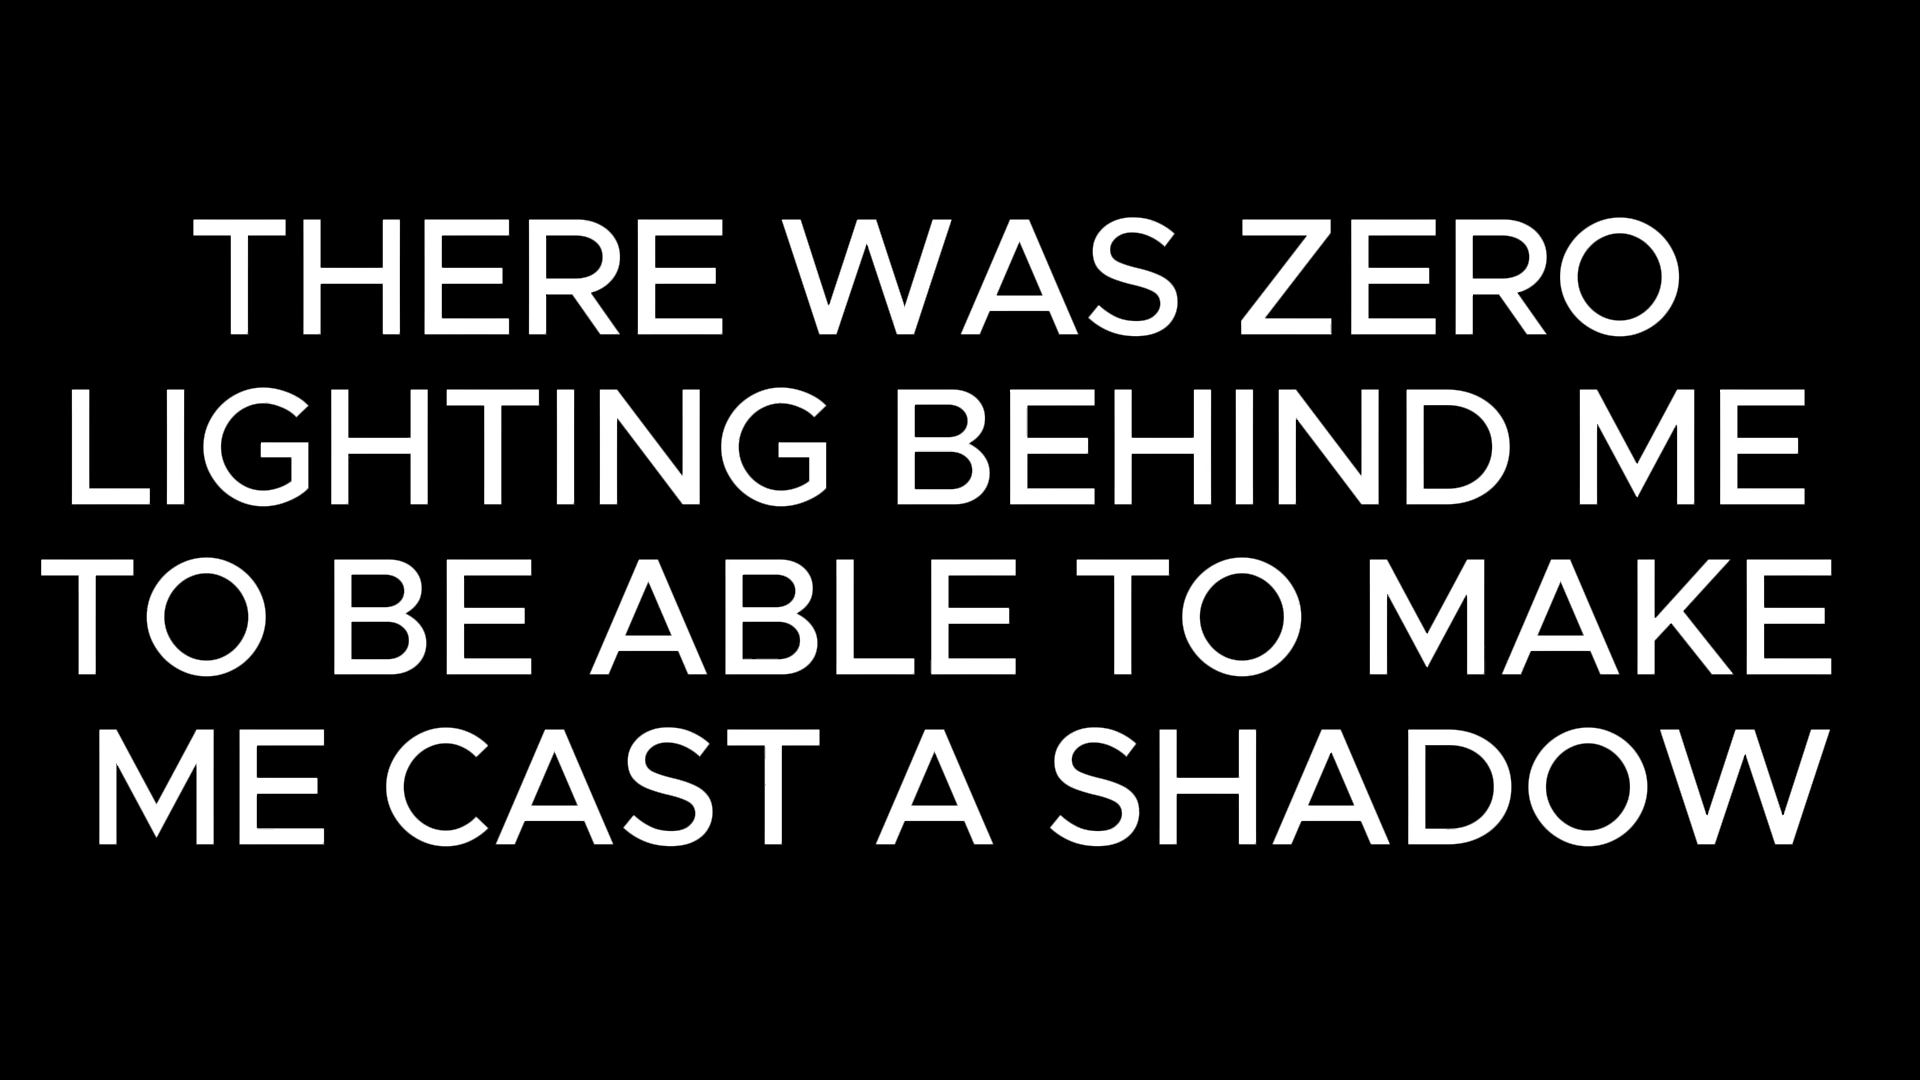 THERE WAS ZERO
LIGHTING BEHIND ME
TO BE ABLE TO MAKE
ME CAST A SHADOW